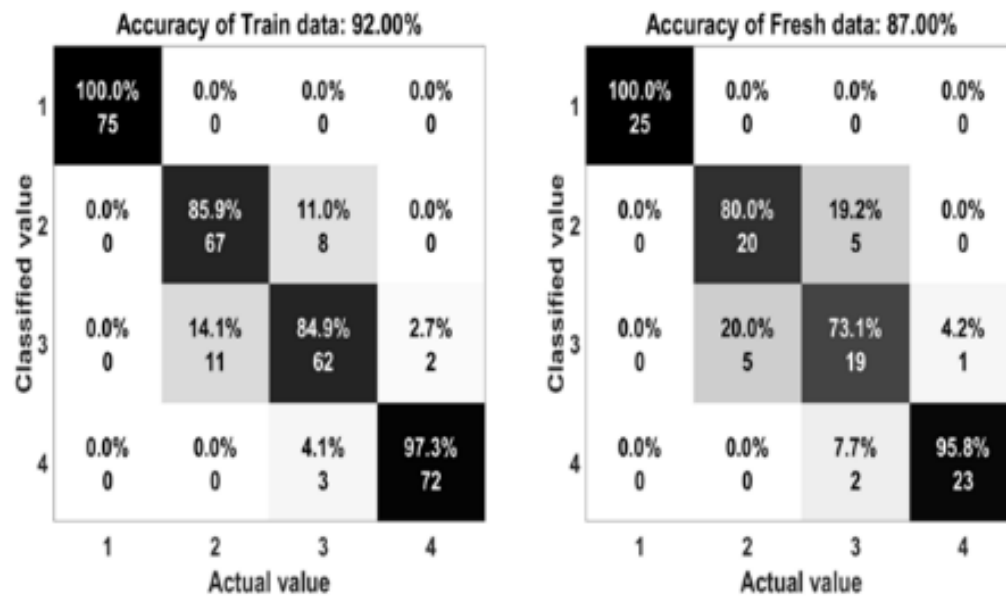 Accuracy of Train data: 92.00%
Classified value
1
100.0% 0.0% 0.0% 0.0%
75 0 0 0
2
0.0% 85.9% 11.0% 0.0%
0 67 8 0
3
0.0% 14.1% 84.9% 2.7%
0 11 62 2
4
0.0% 0.0% 4.1% 97.3%
0 0 3 72
1 2 3 4
Actual value
Accuracy of Fresh data: 87.00%
Classified value
1
100.0% 0.0% 0.0% 0.0%
25 0 0 0
2
0.0% 80.0% 19.2% 0.0%
0 20 5 0
3
0.0% 20.0% 73.1% 4.2%
0 5 19 1
4
0.0% 0.0% 7.7% 95.8%
0 0 2 23
1 2 3 4
Actual value